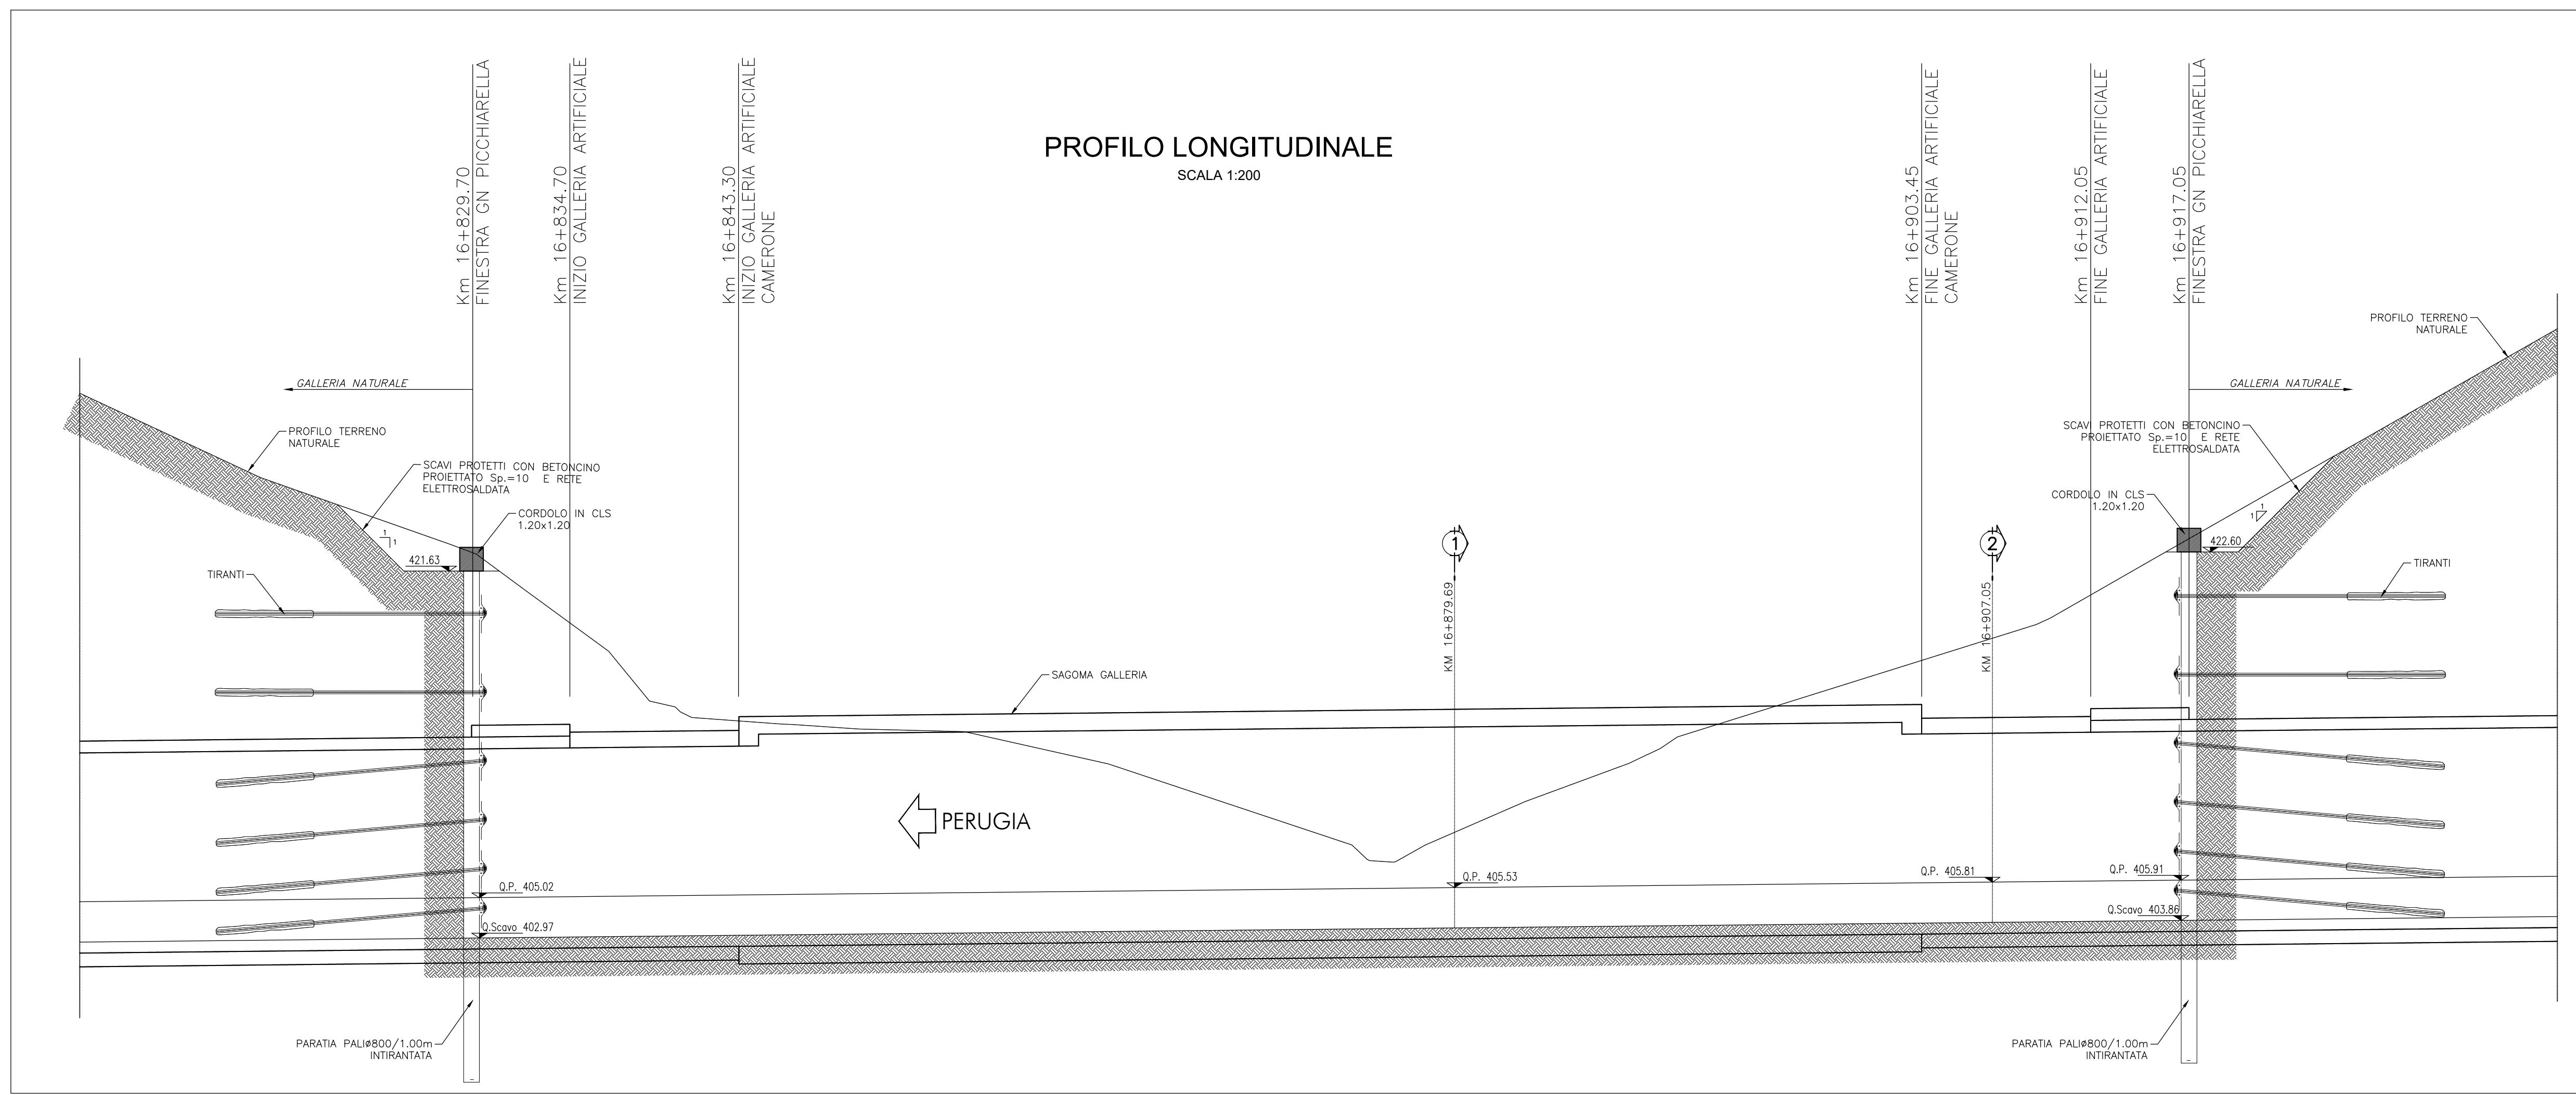 PROFILO LONGITUDINALE
SCALA 1:200
Km 16+829.70
FINESTRA GN PICCHIARELLA
Km 16+834.70
INIZIO GALLERIA ARTIFICIALE
Km 16+843.30
INIZIO GALLERIA ARTIFICIALE
CAMERONE
Km 16+903.45
FINE GALLERIA ARTIFICIALE
CAMERONE
Km 16+912.05
FINE GALLERIA ARTIFICIALE
Km 16+917.05
FINESTRA GN PICCHIARELLA
GALLERIA NATURALE
PROFILO TERRENO
NATURALE
SCAVI PROTETTI CON BETONCINO
PROIETTATO Sp.=10 E RETE
ELETTROSALDATA
CORDOLO IN CLS
1.20x1.20
1
1
421.63
TIRANTI
SAGOMA GALLERIA
PERUGIA
Q.P. 405.02
Q.Scavo 402.97
PARATIA PALIø800/1.00m
INTIRANTATA
1
KM 16+879.69
Q.P. 405.53
2
KM 16+907.05
Q.P. 405.81
Q.P. 405.91
Q.Scavo 403.86
PROFILO TERRENO
NATURALE
GALLERIA NATURALE
SCAVI PROTETTI CON BETONCINO
PROIETTATO Sp.=10 E RETE
ELETTROSALDATA
CORDOLO IN CLS
1.20x1.20
1
1
422.60
TIRANTI
PARATIA PALIø800/1.00m
INTIRANTATA